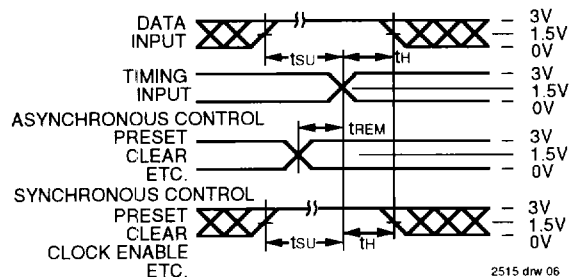 DATA
INPUT
tSU
tH
3V
1.5V
0V
TIMING
INPUT
3V
1.5V
0V
ASYNCHRONOUS CONTROL
PRESET
CLEAR
ETC.
tREM
3V
1.5V
0V
SYNCHRONOUS CONTROL
PRESET
CLEAR
CLOCK ENABLE
ETC.
tSU
tH
3V
1.5V
0V
2515 drw 06